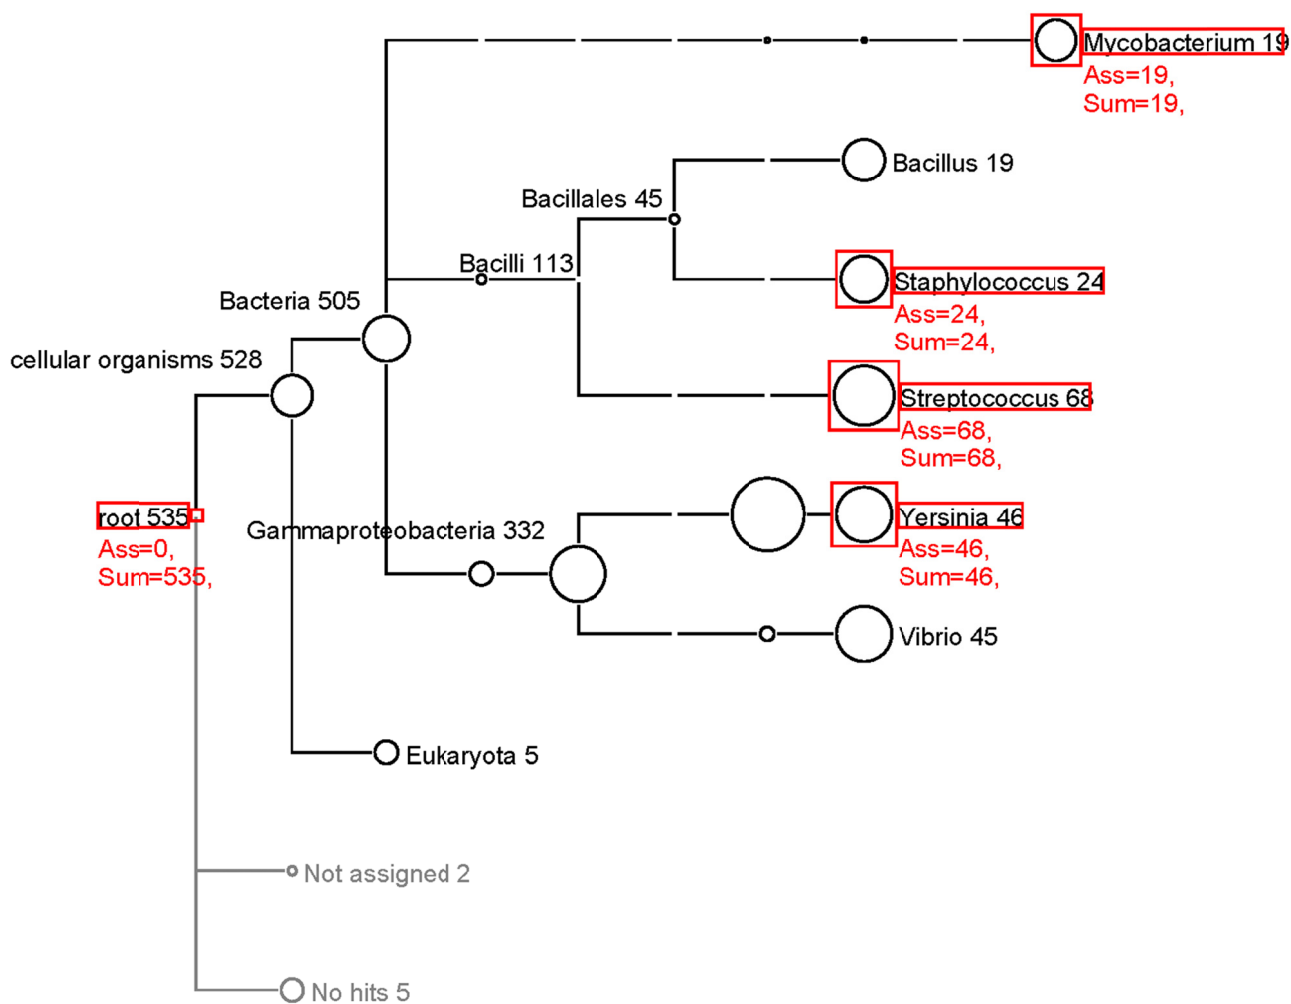 Mycobacterium 19
Ass=19,
Sum=19,
Bacillus 19
Bacillales 45
Bacilli 113
Staphylococcus 24
Ass=24,
Sum=24,
Bacteria 505
cellular organisms 528
Streptococcus 68
Ass=68,
Sum=68,
root 535
Ass=0,
Sum=535,
Gammaproteobacteria 332
Yersinia 46
Ass=46,
Sum=46,
Vibrio 45
Eukaryota 5
Not assigned 2
No hits 5